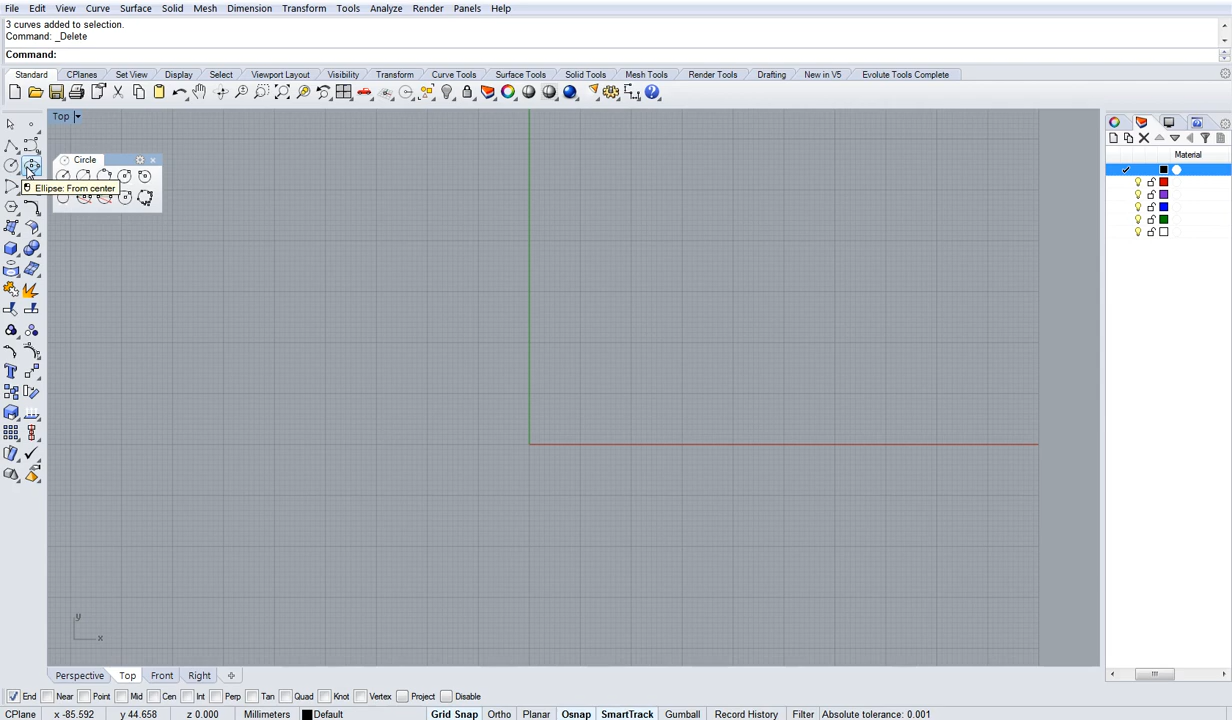 File Edit View Curve Surface Solid Mesh Dimension Transform Tools Analyze Render Panels Help
3 curves added to selection.
Command: _Delete
Command:
Standard CPlanes Set View Display Select Viewport Layout Visibility Transform Curve Tools Surface Tools Solid Tools Mesh Tools Render Tools Drafting New in V5 Evolute Tools Complete
Top
Circle
Ellipse: From center
Material
y
x
Perspective Top Front Right
End Near Point Mid Cen Int Perp Tan Quad Knot Vertex Project Disable
CPlane x -85.592 y 44.658 z 0.000 Millimeters Default Grid Snap Ortho Planar Osnap SmartTrack Gumball Record History Filter Absolute tolerance: 0.001